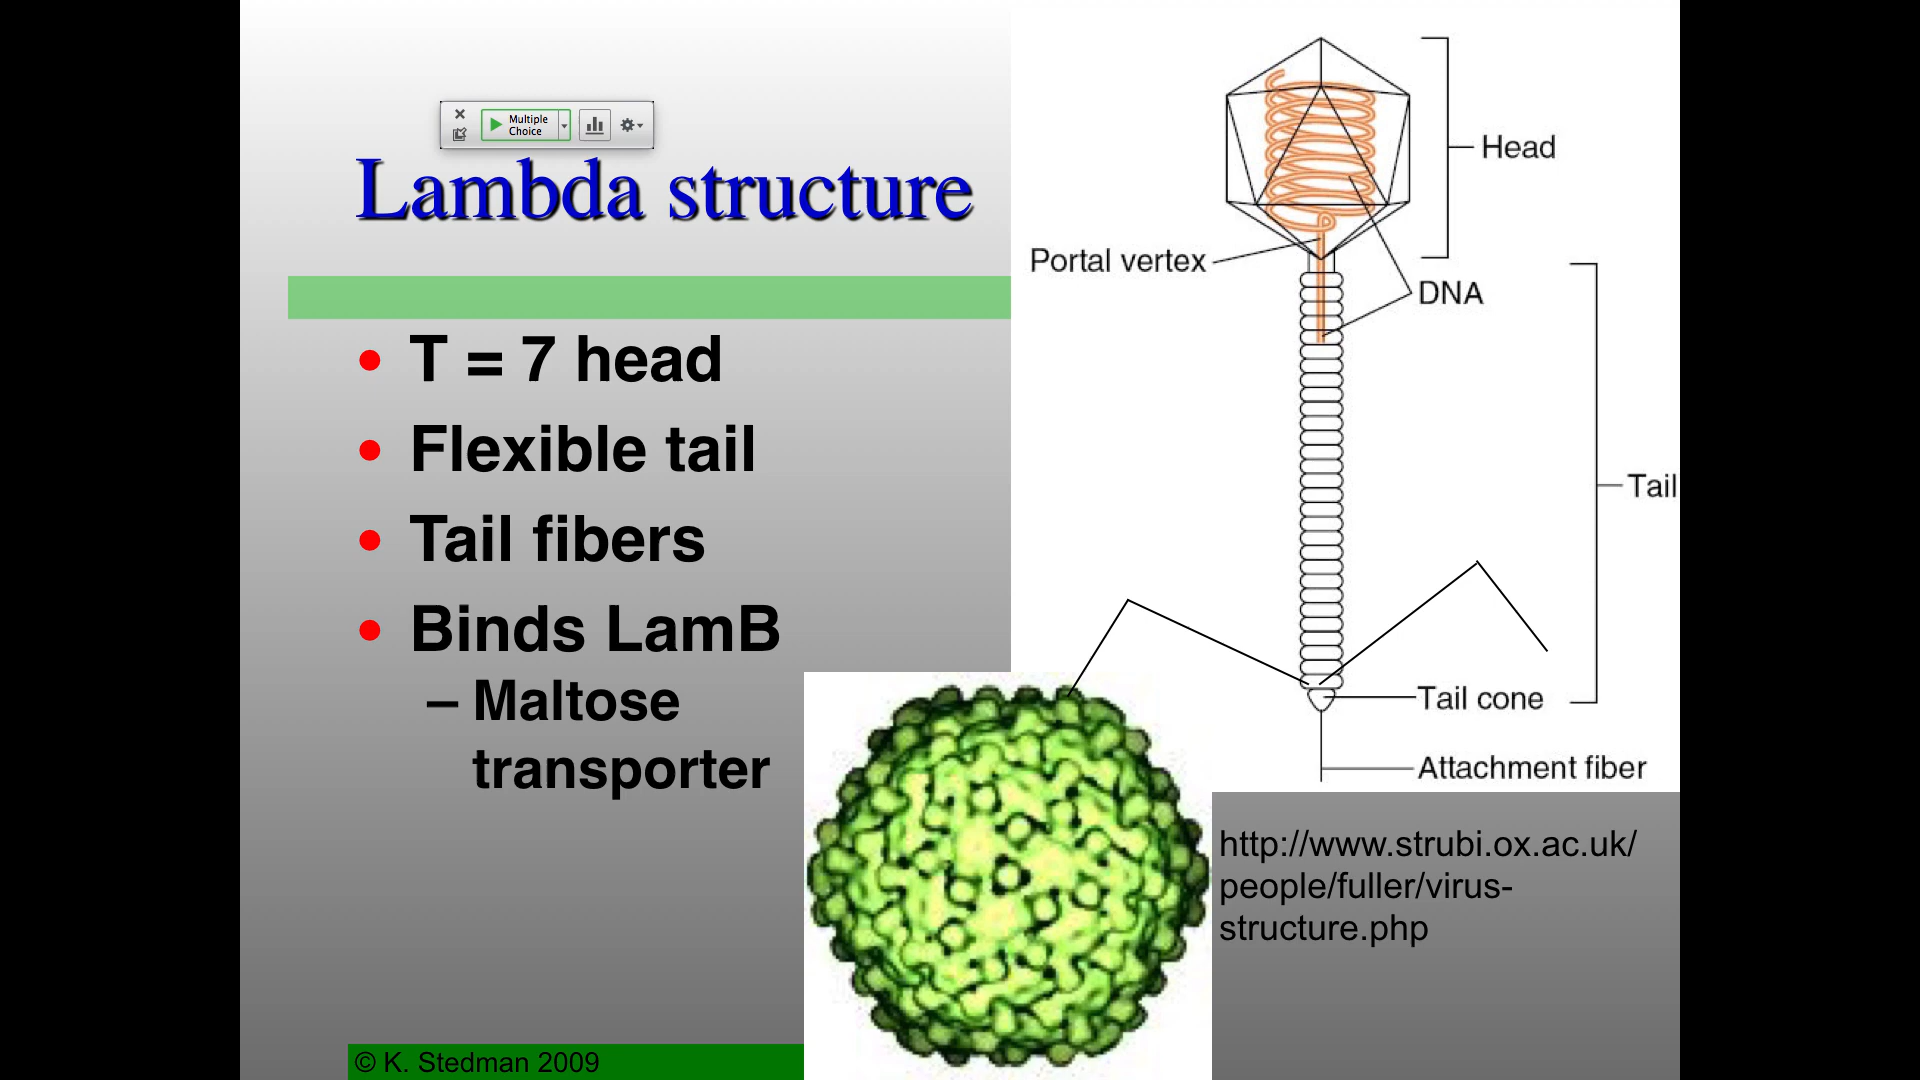 Multiple
Choice
Lambda structure
• T = 7 head
• Flexible tail
• Tail fibers
• Binds LamB
– Maltose
transporter
Head
Portal vertex
DNA
Tail
Tail cone
Attachment fiber
http://www.strubi.ox.ac.uk/
people/fuller/virus-
structure.php
© K. Stedman 2009